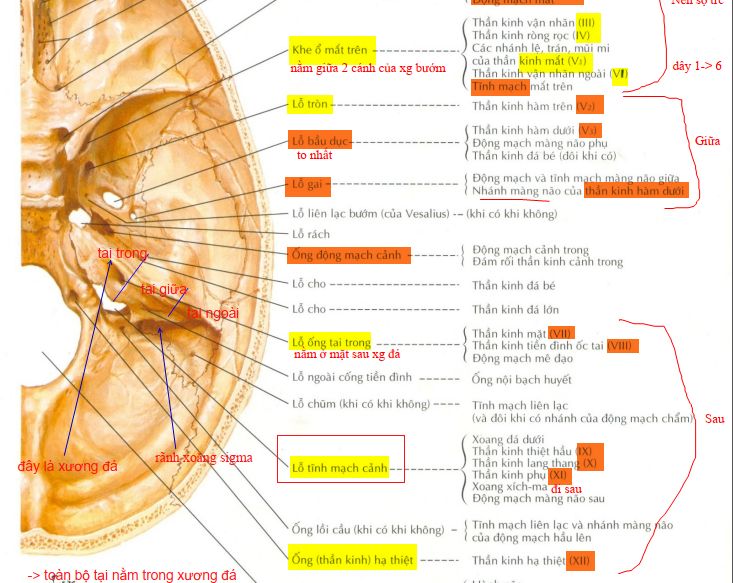 Động mạch mắt
Nền sọ trc
Khe ổ mắt trên
nằm giữa 2 cánh của xg bướm
Thần kinh vận nhãn (III)
Thần kinh ròng rọc (IV)
Các nhánh lệ, trán, mũi mi
của thần kinh mắt (V₁)
Thần kinh vận nhãn ngoài (VI)
Tĩnh mạch mắt trên
dây 1-> 6
Lỗ tròn
Thần kinh hàm trên (V₂)
Lỗ bầu dục
to nhất
Thần kinh hàm dưới (V₃)
Động mạch màng não phụ
Thần kinh đá bé (đôi khi có)
Giữa
Lỗ gai
Động mạch và tĩnh mạch màng não giữa
Nhánh màng não của thần kinh hàm dưới
Lỗ liên lạc bướm (của Vesalius)
(khi có khi không)
Lỗ rách
Ống động mạch cảnh
Động mạch cảnh trong
Đám rối thần kinh cảnh trong
Lỗ cho
Thần kinh đá bé
Lỗ cho
Thần kinh đá lớn
tai trong
tai giữa
tai ngoài
Lỗ ống tai trong
nằm ở mặt sau xg đá
Thần kinh mặt (VII)
Thần kinh tiền đình ốc tai (VIII)
Động mạch mê đạo
Lỗ ngoài cống tiền đình
Ống nội bạch huyết
Lỗ chũm (khi có khi không)
Tĩnh mạch liên lạc
(và đôi khi có nhánh của động mạch chẩm)
Sau
rãnh xoang sigma
đây là xương đá
Lỗ tĩnh mạch cảnh
Xoang đá dưới
Thần kinh thiệt hầu (IX)
Thần kinh lang thang (X)
Thần kinh phụ (XI)
Xoang xích-ma đi sau
Động mạch màng não sau
Ống lồi cầu (khi có khi không)
Tĩnh mạch liên lạc và nhánh màng não
của động mạch hầu lên
Ống (thần kinh) hạ thiệt
Thần kinh hạ thiệt (XII)
-> toàn bộ tai nằm trong xương đá